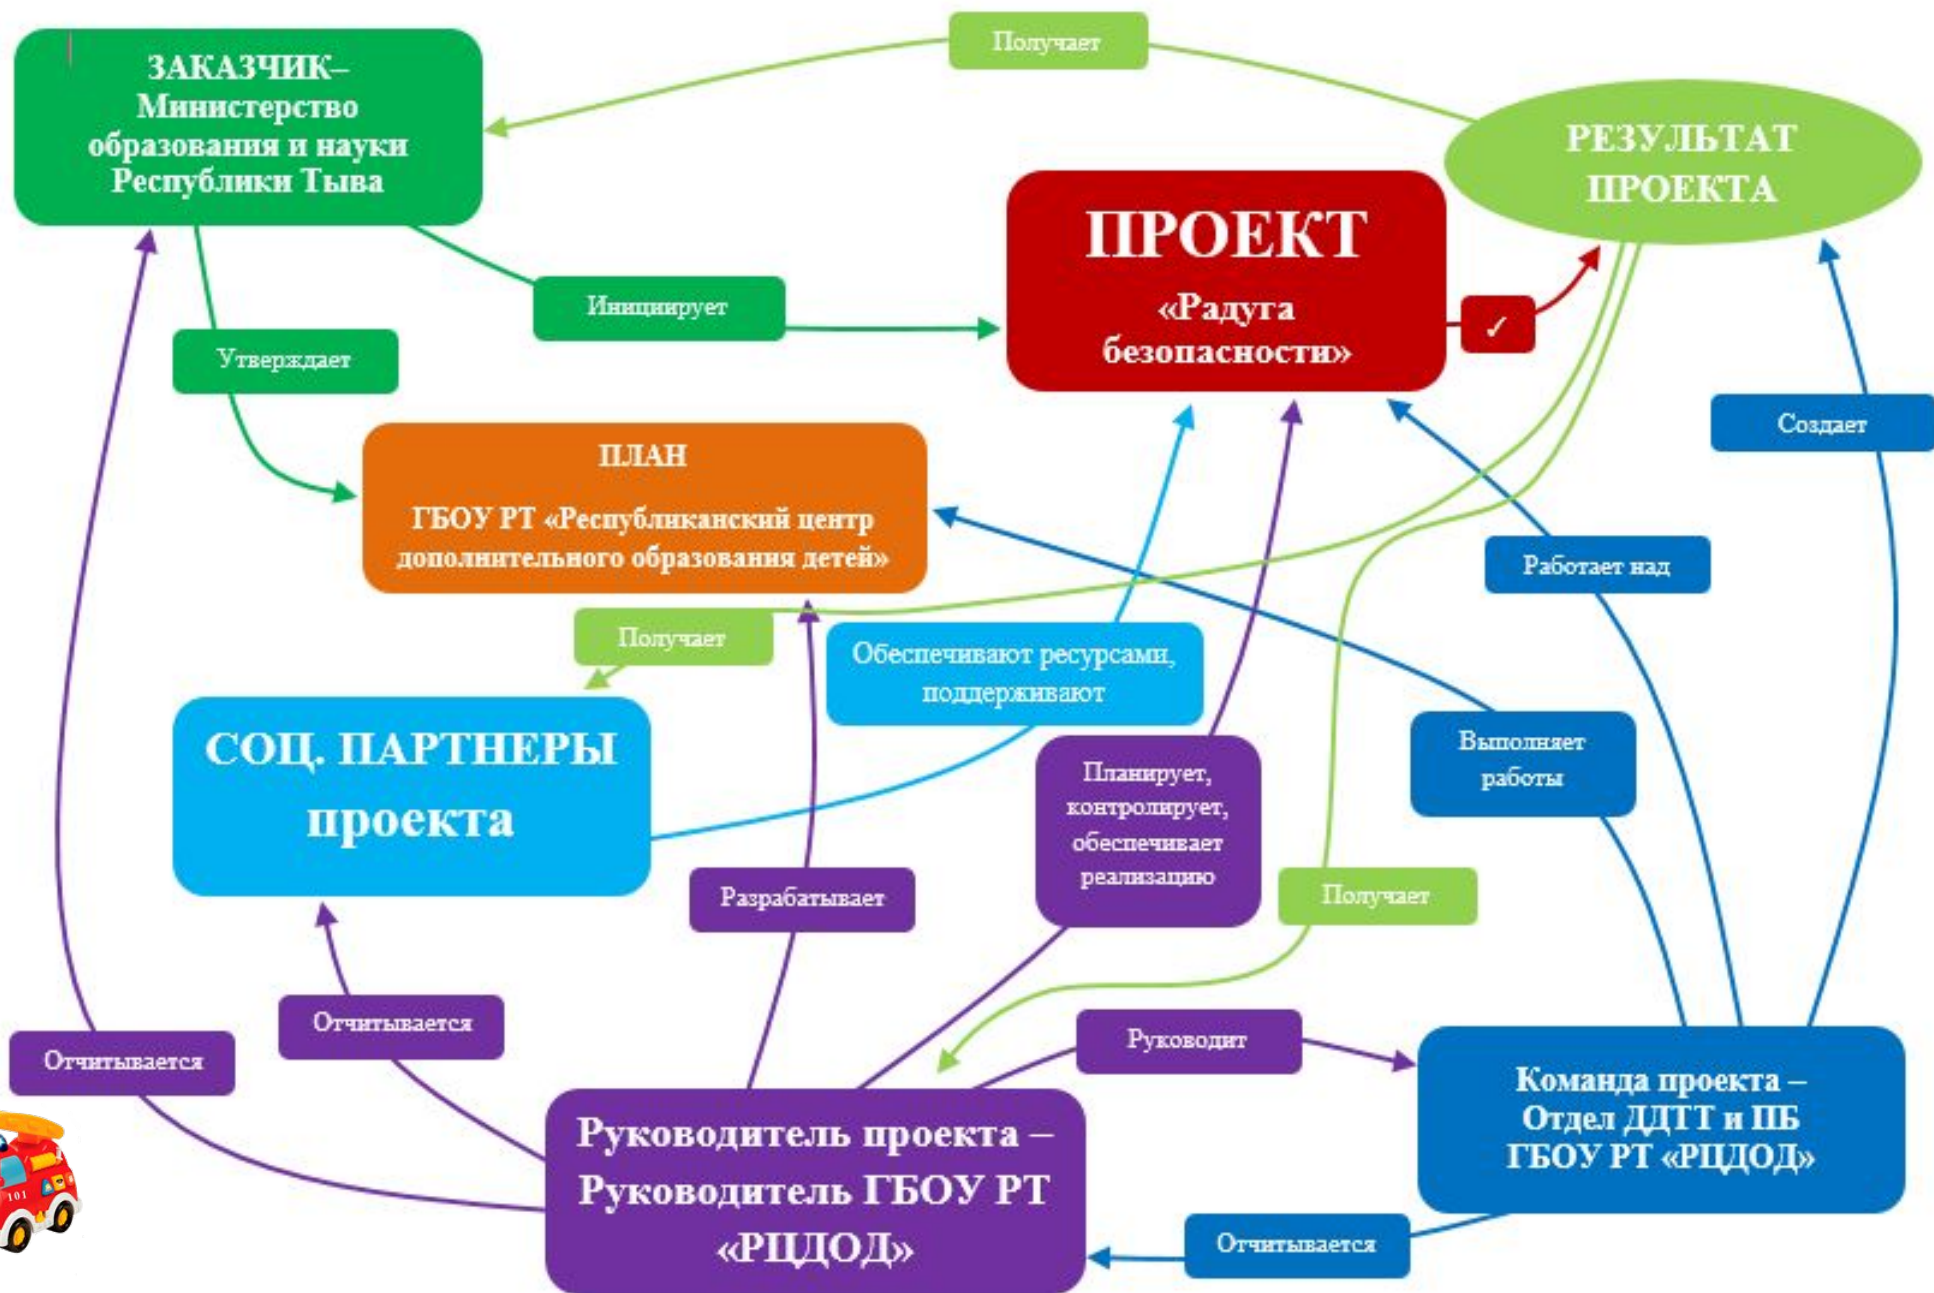 Получает
ЗАКАЗЧИК–
Министерство
образования и науки
Республики Тыва
РЕЗУЛЬТАТ
ПРОЕКТА
ПРОЕКТ
«Радуга
безопасности»
Инициирует
✓
Утверждает
Создает
ПЛАН
ГБОУ РТ «Республиканский центр
дополнительного образования детей»
Работает над
Получает
Обеспечивают ресурсами,
поддерживают
СОЦ. ПАРТНЕРЫ
проекта
Выполняет
работы
Планирует,
контролирует,
обеспечивает
реализацию
Разрабатывает
Получает
Отчитывается
Руководит
Отчитывается
Команда проекта –
Отдел ДДТТ и ПБ
ГБОУ РТ «РЦДОД»
Руководитель проекта –
Руководитель ГБОУ РТ
«РЦДОД»
101
Отчитывается